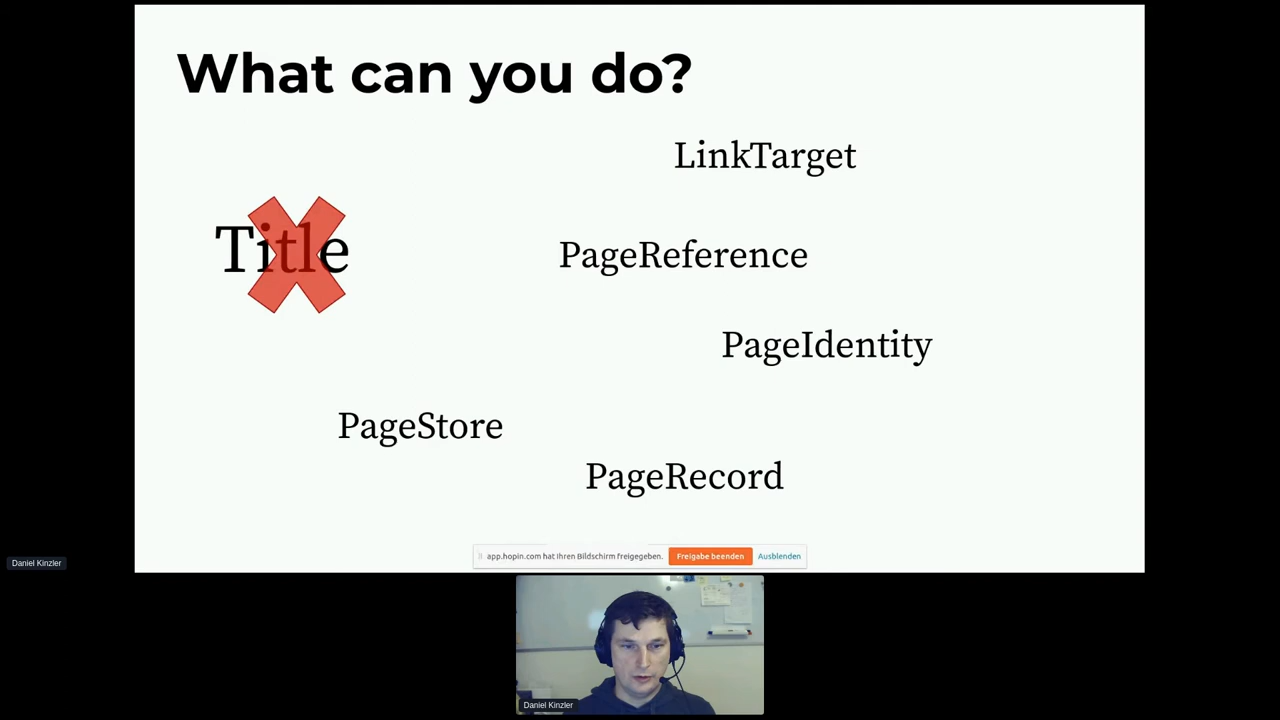 What can you do?
LinkTarget
Title
PageReference
PageIdentity
PageStore
PageRecord
app.hopin.com hat Ihren Bildschirm freigegeben. Freigabe beenden Ausblenden
Daniel Kinzler
Daniel Kinzler